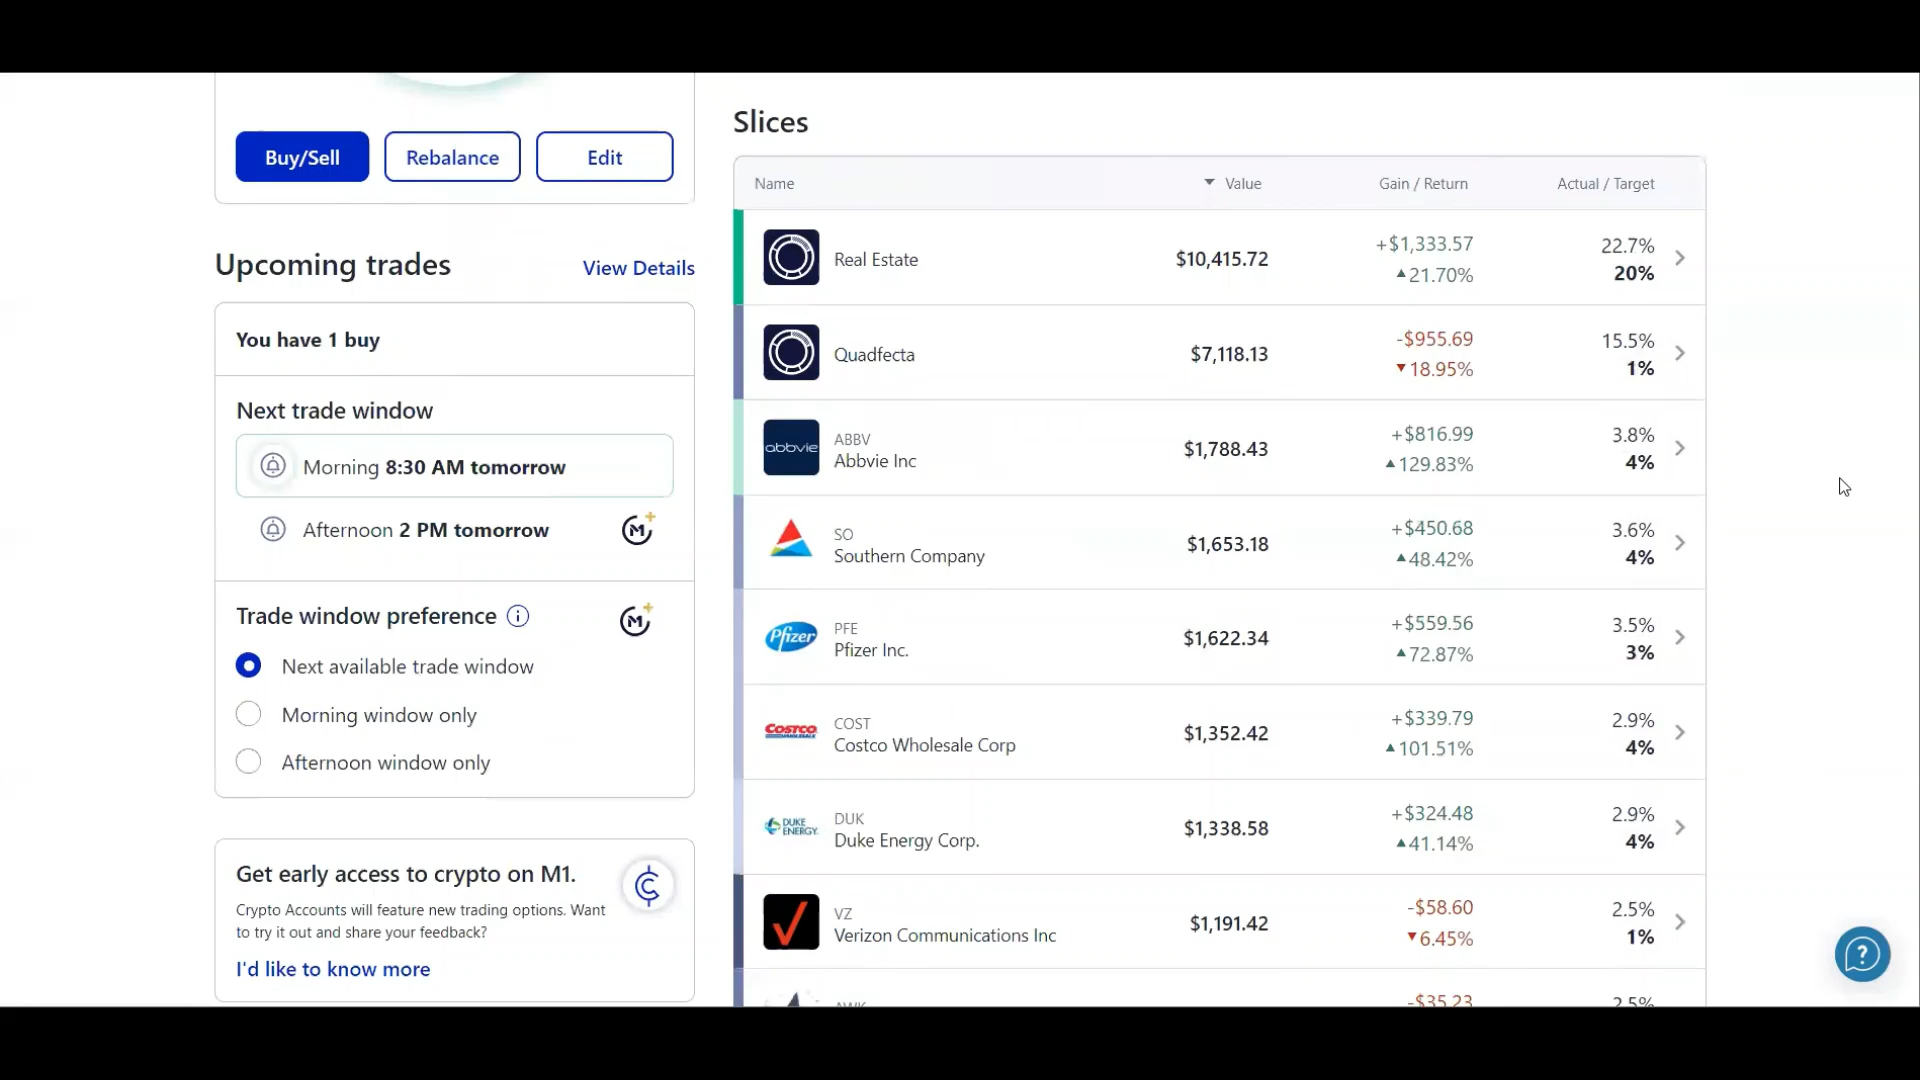 Buy/Sell
Rebalance
Edit
Upcoming trades
View Details
You have 1 buy
Next trade window
Morning 8:30 AM tomorrow
Afternoon 2 PM tomorrow
M
Trade window preference
M
Next available trade window
Morning window only
Afternoon window only
Get early access to crypto on M1.
Crypto Accounts will feature new trading options. Want
to try it out and share your feedback?
I'd like to know more
Slices
Name Value Gain / Return Actual / Target
Real Estate $10,415.72 +$1,333.57 22.7%
▲21.70% 20%
Quadfecta $7,118.13 -$955.69 15.5%
▼18.95% 1%
abbvie
ABBV
Abbvie Inc $1,788.43 +$816.99 3.8%
▲129.83% 4%
SO
Southern Company $1,653.18 +$450.68 3.6%
▲48.42% 4%
Pfizer
PFE
Pfizer Inc. $1,622.34 +$559.56 3.5%
▲72.87% 3%
COSTCO
WHOLESALE
COST
Costco Wholesale Corp $1,352.42 +$339.79 2.9%
▲101.51% 4%
DUKE
ENERGY.
DUK
Duke Energy Corp. $1,338.58 +$324.48 2.9%
▲41.14% 4%
VZ
Verizon Communications Inc $1,191.42 -$58.60 2.5%
▼6.45% 1%
AWK -$35.23 2.5%
?